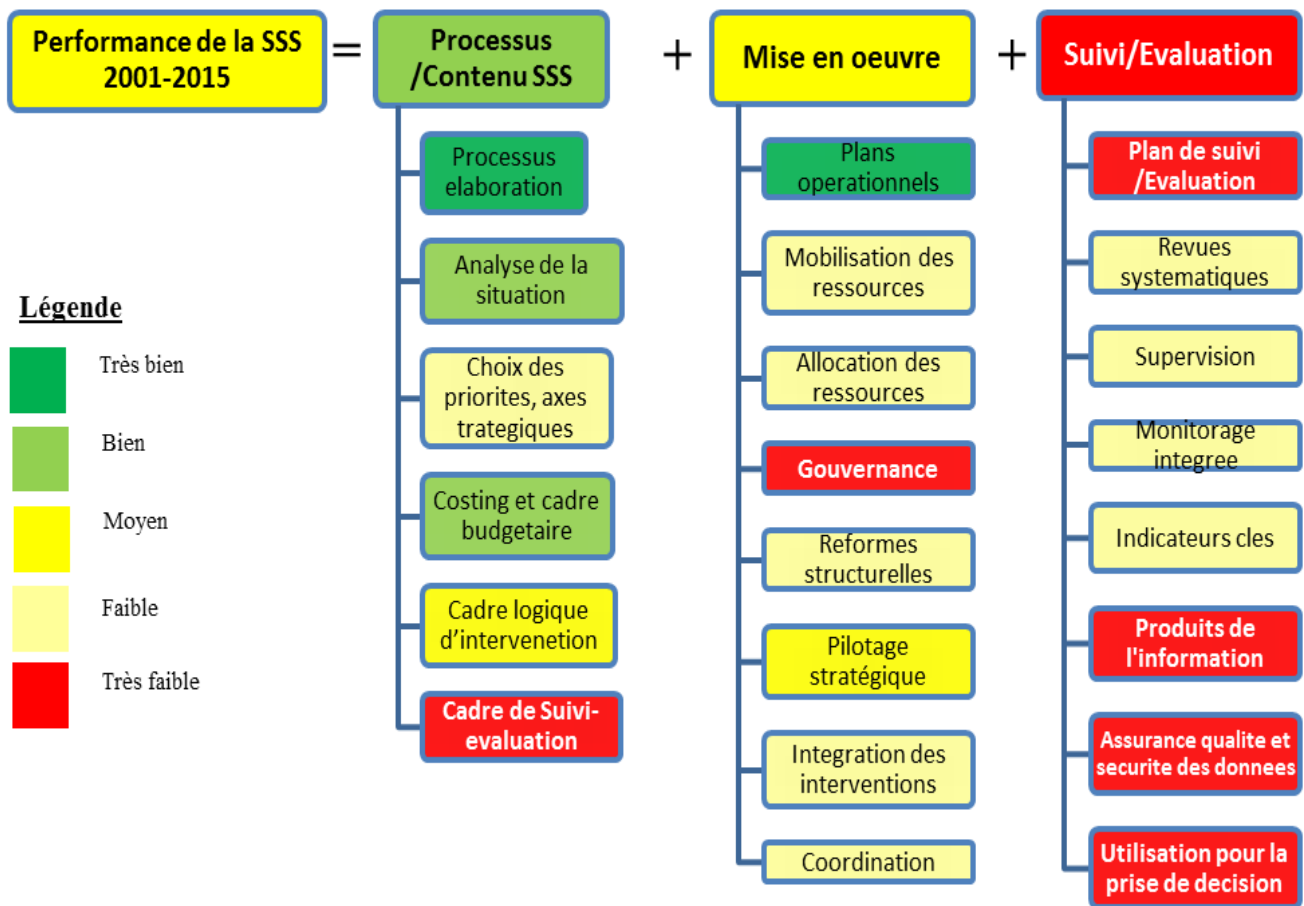 Performance de la SSS
2001-2015
=
Processus
/Contenu SSS
+
Mise en oeuvre
+
Suivi/Evaluation
Processus
elaboration
Analyse de la
situation
Choix des
priorites, axes
trategiques
Costing et cadre
budgetaire
Cadre logique
d'intervenetion
Cadre de Suivi-
evaluation
Plans
operationnels
Mobilisation des
ressources
Allocation des
ressources
Gouvernance
Reformes
structurelles
Pilotage
stratégique
Integration des
interventions
Coordination
Plan de suivi
/Evaluation
Revues
systematiques
Supervision
Monitorage
integree
Indicateurs cles
Produits de
l'information
Assurance qualite et
securite des donnees
Utilisation pour la
prise de decision
Légende
Très bien
Bien
Moyen
Faible
Très faible